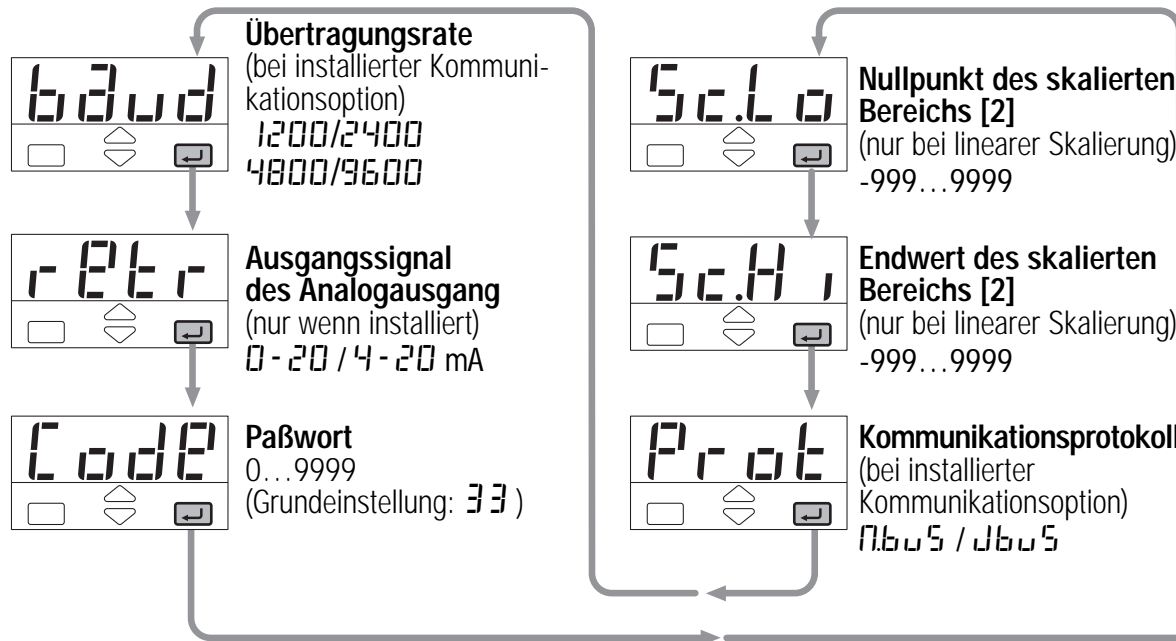 bAud
Übertragungsrate
(bei installierter Kommuni-
kationsoption)
1200/2400
4800/9600
rEtr
Ausgangssignal
des Analogausgang
(nur wenn installiert)
0-20 / 4-20 mA
CodE
Paßwort
0…9999
(Grundeinstellung: 33 )
Sc.Lo
Nullpunkt des skalierten
Bereichs [2]
(nur bei linearer Skalierung)
-999…9999
Sc.Hi
Endwert des skalierten
Bereichs [2]
(nur bei linearer Skalierung)
-999…9999
Prot
Kommunikationsprotokoll
(bei installierter
Kommunikationsoption)
M.buS / JbuS